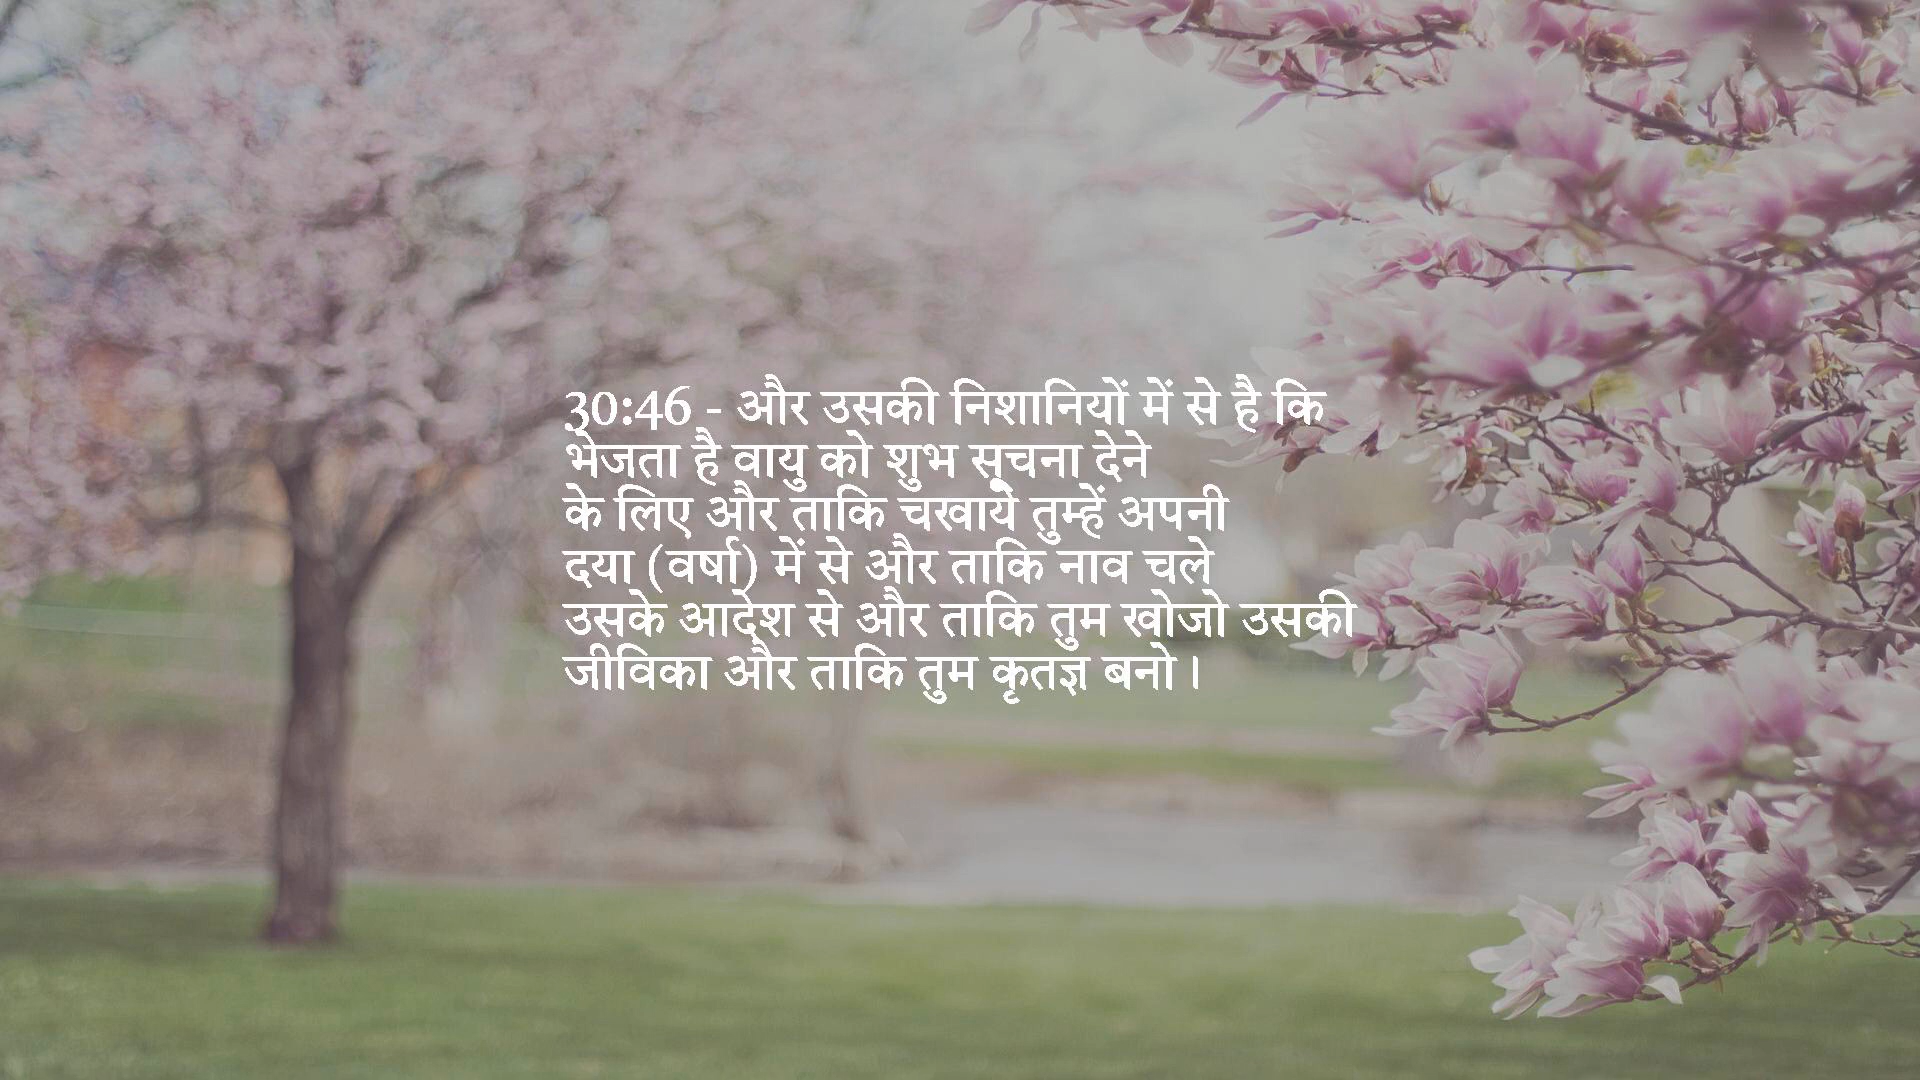 30:46 - और उसकी निशानियों में से है कि
भेजता है वायु को शुभ सूचना देने
के लिए और ताकि चखाये तुम्हें अपनी
दया (वर्षा) में से और ताकि नाव चले
उसके आदेश से और ताकि तुम खोजो उसकी
जीविका और ताकि तुम कृतज्ञ बनो।